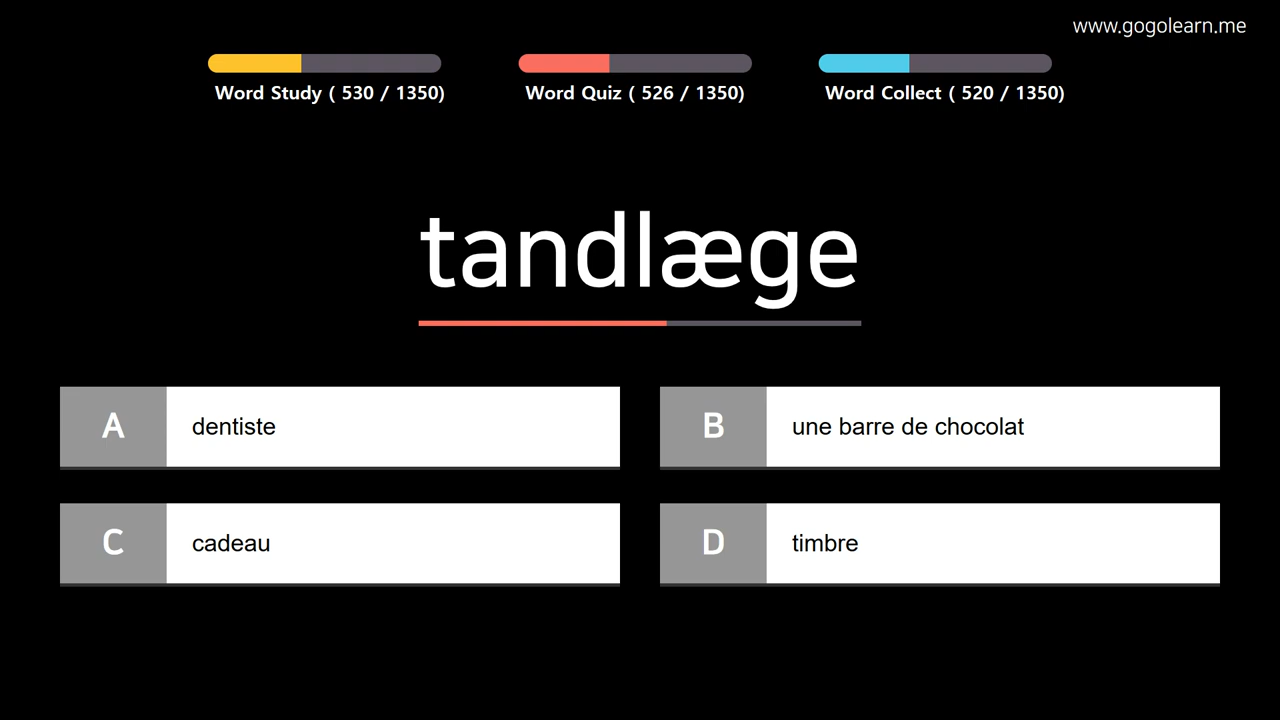 www.gogolearn.me
Word Study ( 530 / 1350)
Word Quiz ( 526 / 1350)
Word Collect ( 520 / 1350)
tandlæge
A dentiste
B une barre de chocolat
C cadeau
D timbre